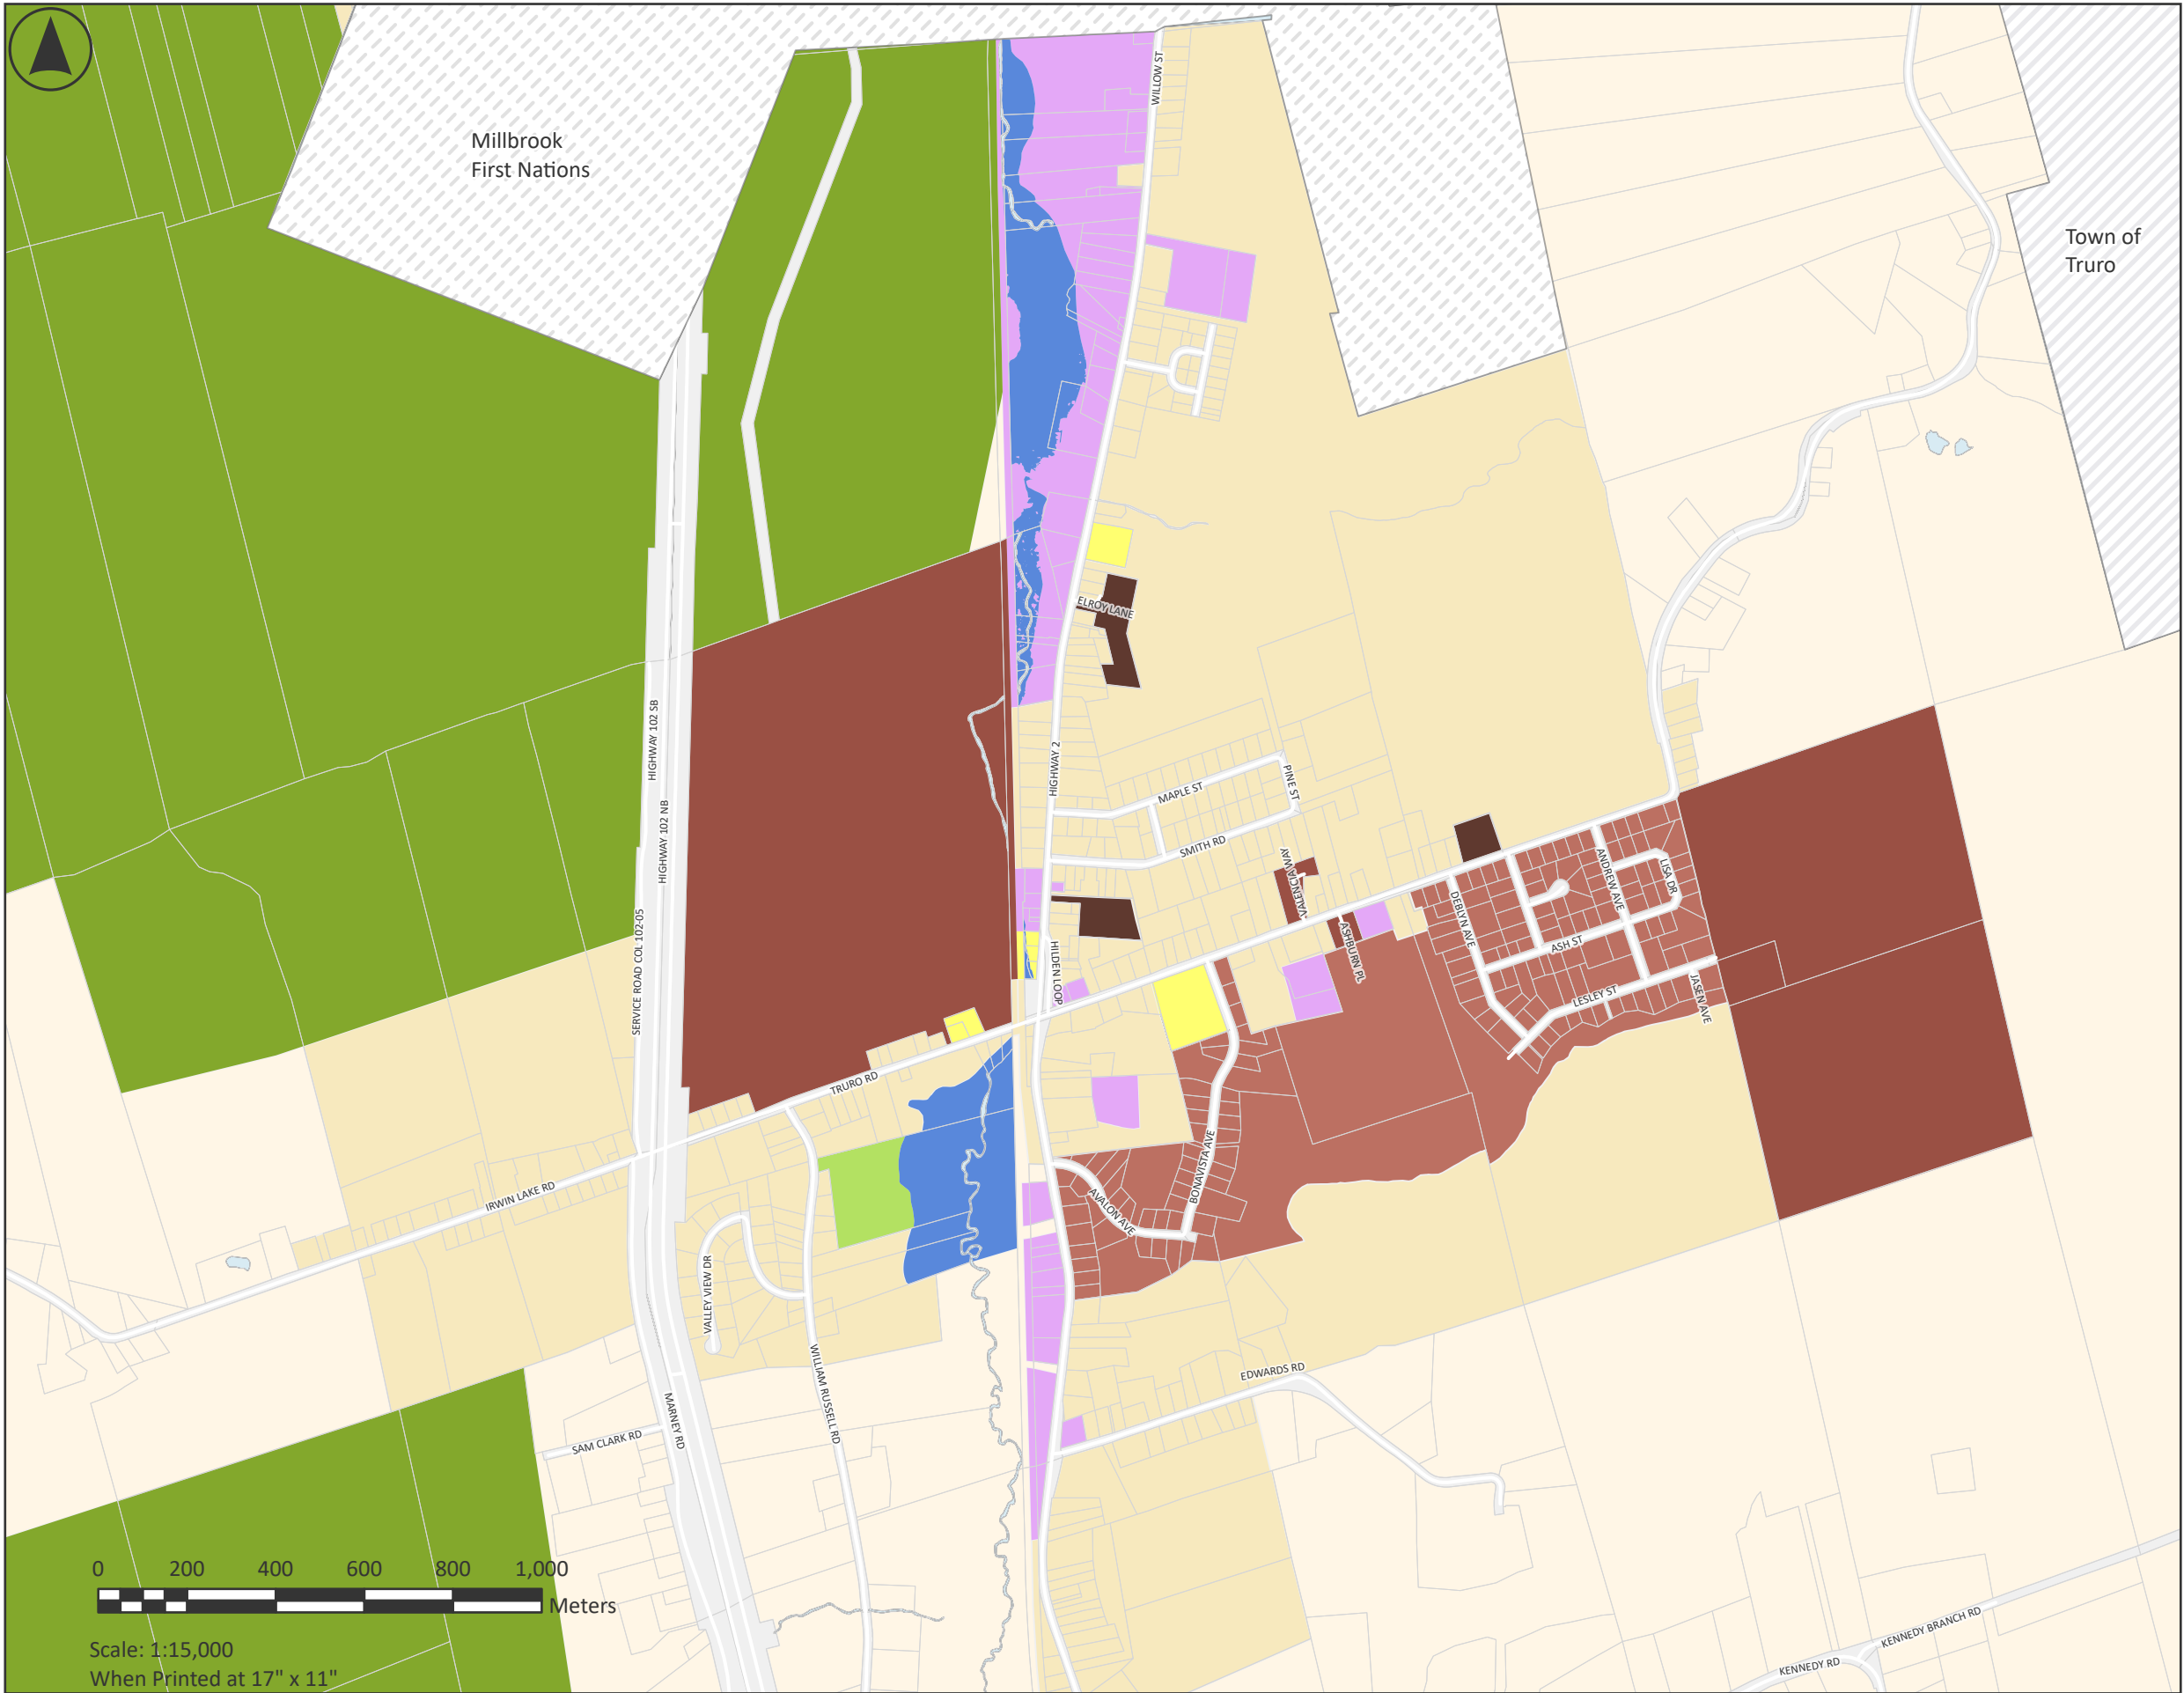 WILLOW ST
Millbrook
First Nations
Town of
Truro
ELROY LANE
HIGHWAY 102 SB
HIGHWAY 2
PINE ST
MAPLE ST
HIGHWAY 102 NB
SMITH RD
VALENCIA WAY
ANDREW AVE
LISA DR
DEBLYN AVE
ASHBURN PL
ASH ST
SERVICE ROAD COL 102-05
HILDEN LOOP
LESLEY ST
JASEN AVE
TRURO RD
BONAVISTA AVE
IRWIN LAKE RD
AVALON AVE
VALLEY VIEW DR
EDWARDS RD
WILLIAM RUSSELL RD
MARNEY RD
SAM CLARK RD
0 200 400 600 800 1,000
Meters
Scale: 1:15,000
When Printed at 17" x 11"
KENNEDY BRANCH RD
KENNEDY RD